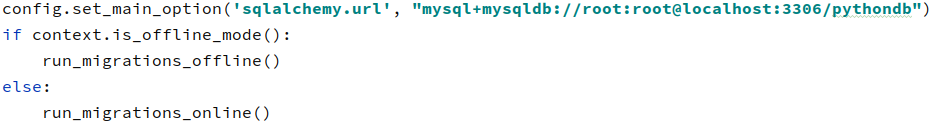 config.set_main_option('sqlalchemy.url', "mysql+mysqldb://root:root@localhost:3306/pythondb")
if context.is_offline_mode():
    run_migrations_offline()
else:
    run_migrations_online()